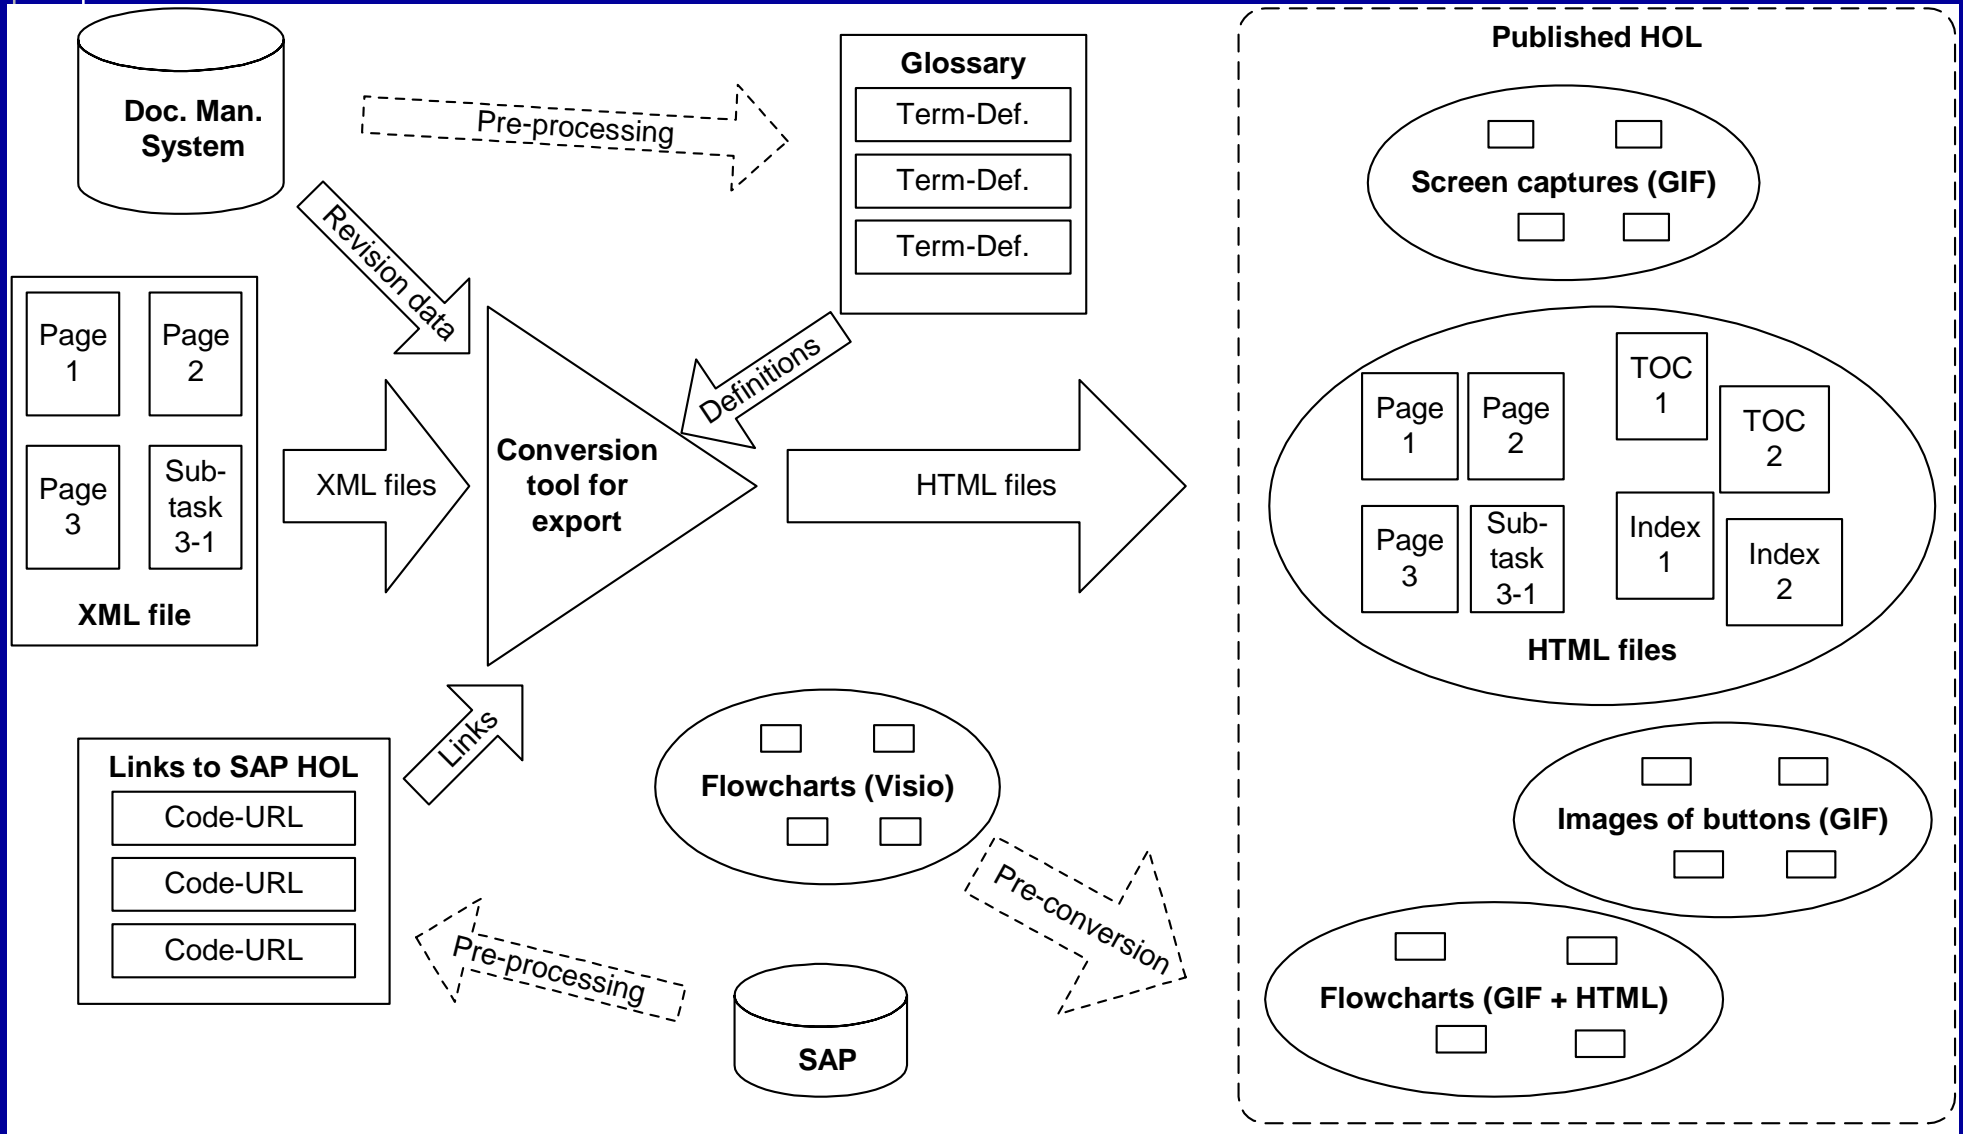 Published HOL
Doc. Man.
System
Pre-processing
Glossary
Term-Def.
Term-Def.
Term-Def.
Screen captures (GIF)
Revision data
Page
1
Page
2
Page
3
Sub-
task
3-1
XML file
XML files
Conversion
tool for
export
Definitions
HTML files
Page
1
Page
2
TOC
1
TOC
2
Page
3
Sub-
task
3-1
Index
1
Index
2
HTML files
Links
Links to SAP HOL
Code-URL
Code-URL
Code-URL
Flowcharts (Visio)
Pre-conversion
Images of buttons (GIF)
Pre-processing
SAP
Flowcharts (GIF + HTML)